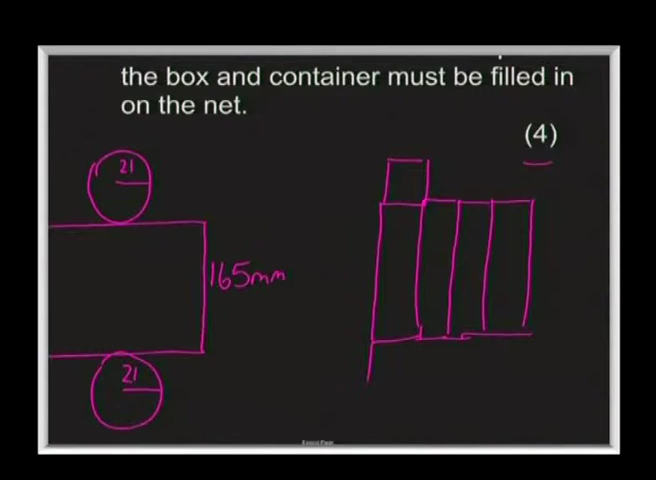 the box and container must be filled in
on the net.
(4)
21
165mm
21